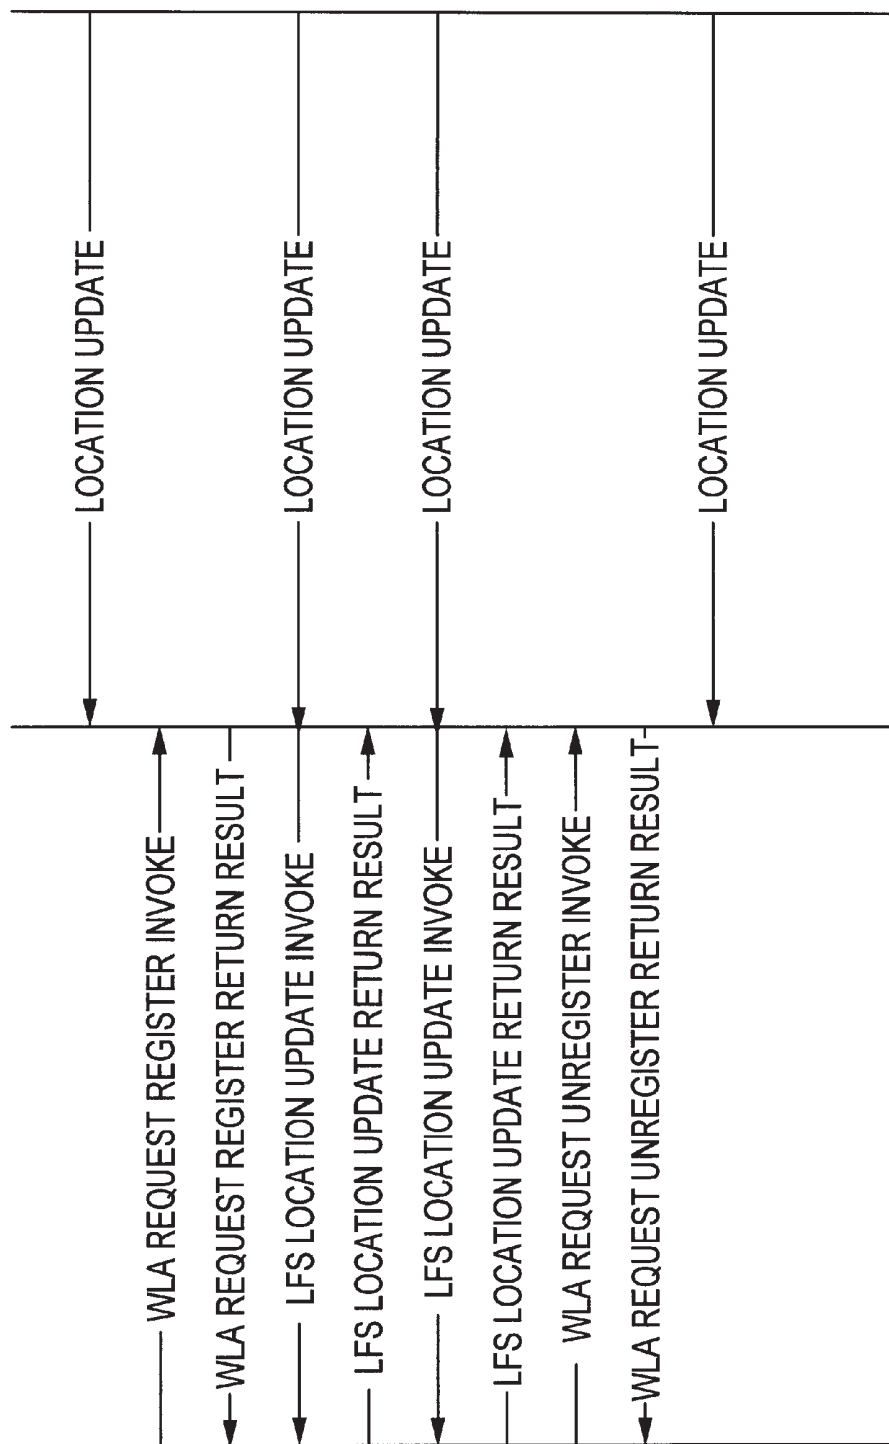 LOCATION UPDATE
WLA REQUEST REGISTER INVOKE
WLA REQUEST REGISTER RETURN RESULT
LOCATION UPDATE
LFS LOCATION UPDATE INVOKE
LFS LOCATION UPDATE RETURN RESULT
LOCATION UPDATE
LFS LOCATION UPDATE INVOKE
LFS LOCATION UPDATE RETURN RESULT
WLA REQUEST UNREGISTER INVOKE
WLA REQUEST UNREGISTER RETURN RESULT
LOCATION UPDATE